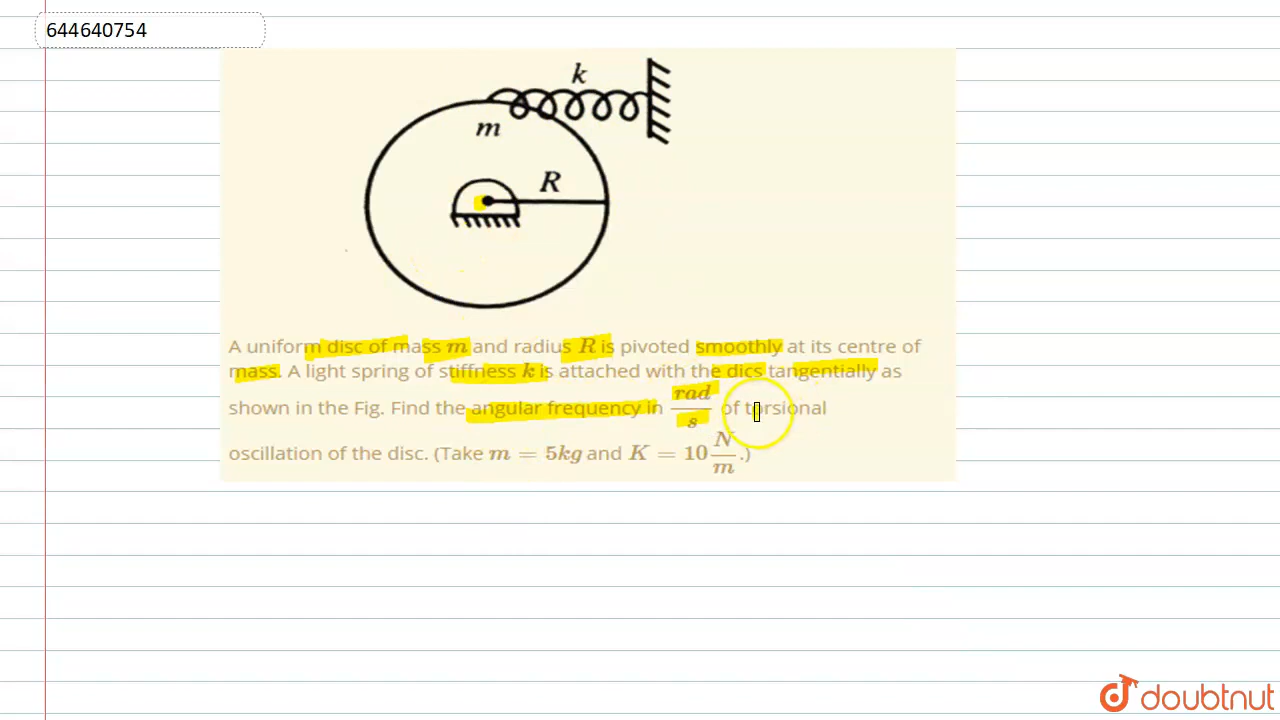 644640754
k
m
R
A uniform disc of mass m and radius R is pivoted smoothly at its centre of
mass. A light spring of stiffness k is attached with the dics tangentially as
shown in the Fig. Find the angular frequency in rad/s of torsional
oscillation of the disc. (Take m = 5kg and K = 10 N/m .)
doubtnut